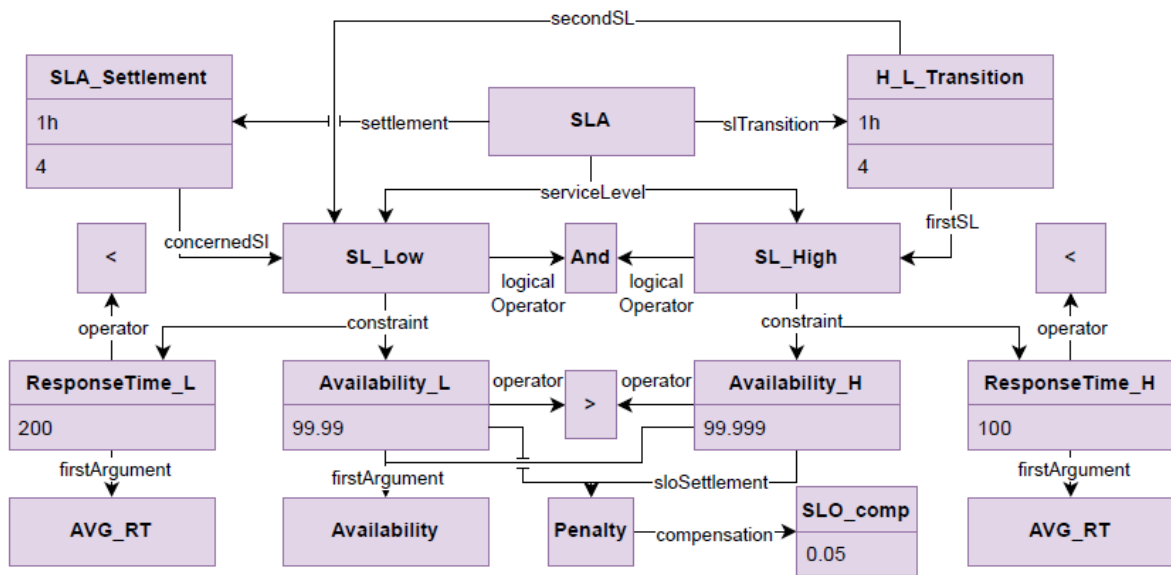 secondSL
SLA_Settlement
1h
4
settlement
SLA
slTransition
H_L_Transition
1h
4
serviceLevel
concernedSl
firstSL
<
SL_Low
logical
Operator
And
logical
Operator
SL_High
<
operator
constraint
constraint
operator
ResponseTime_L
200
Availability_L
99.99
operator
>
operator
Availability_H
99.999
ResponseTime_H
100
firstArgument
firstArgument
sloSettlement
firstArgument
AVG_RT
Availability
Penalty
compensation
SLO_comp
0.05
AVG_RT